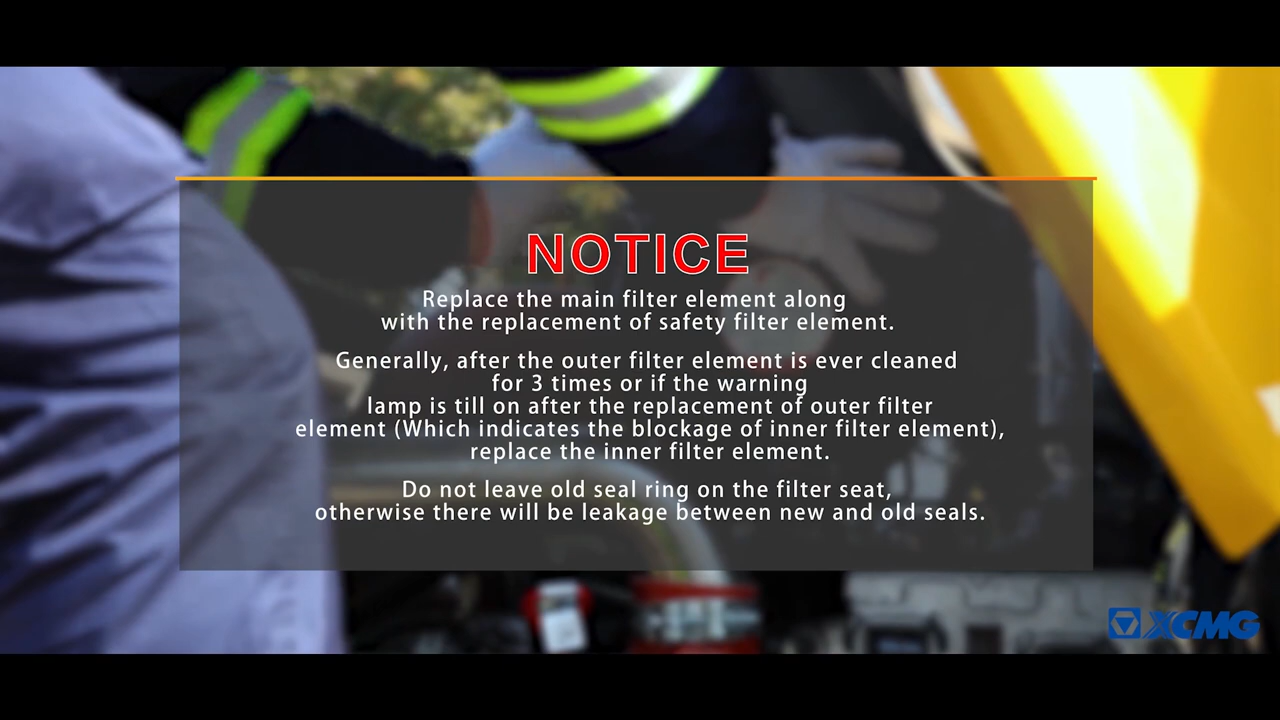 NOTICE
Replace the main filter element along
with the replacement of safety filter element.
Generally, after the outer filter element is ever cleaned
for 3 times or if the warning
lamp is till on after the replacement of outer filter
element (Which indicates the blockage of inner filter element),
replace the inner filter element.
Do not leave old seal ring on the filter seat,
otherwise there will be leakage between new and old seals.
XCMG